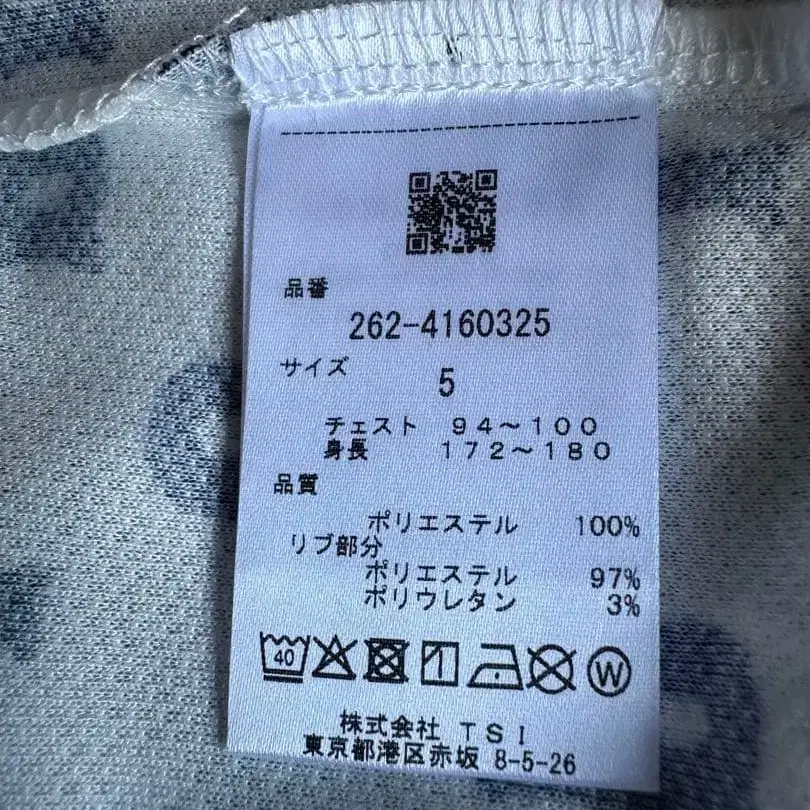 品番
262-4160325
サイズ
5
チェスト 94～100
身長 172～180
品質
ポリエステル 100%
リブ部分
ポリエステル 97%
ポリウレタン 3%
40
W
株式会社 TSI
東京都港区赤坂 8-5-26